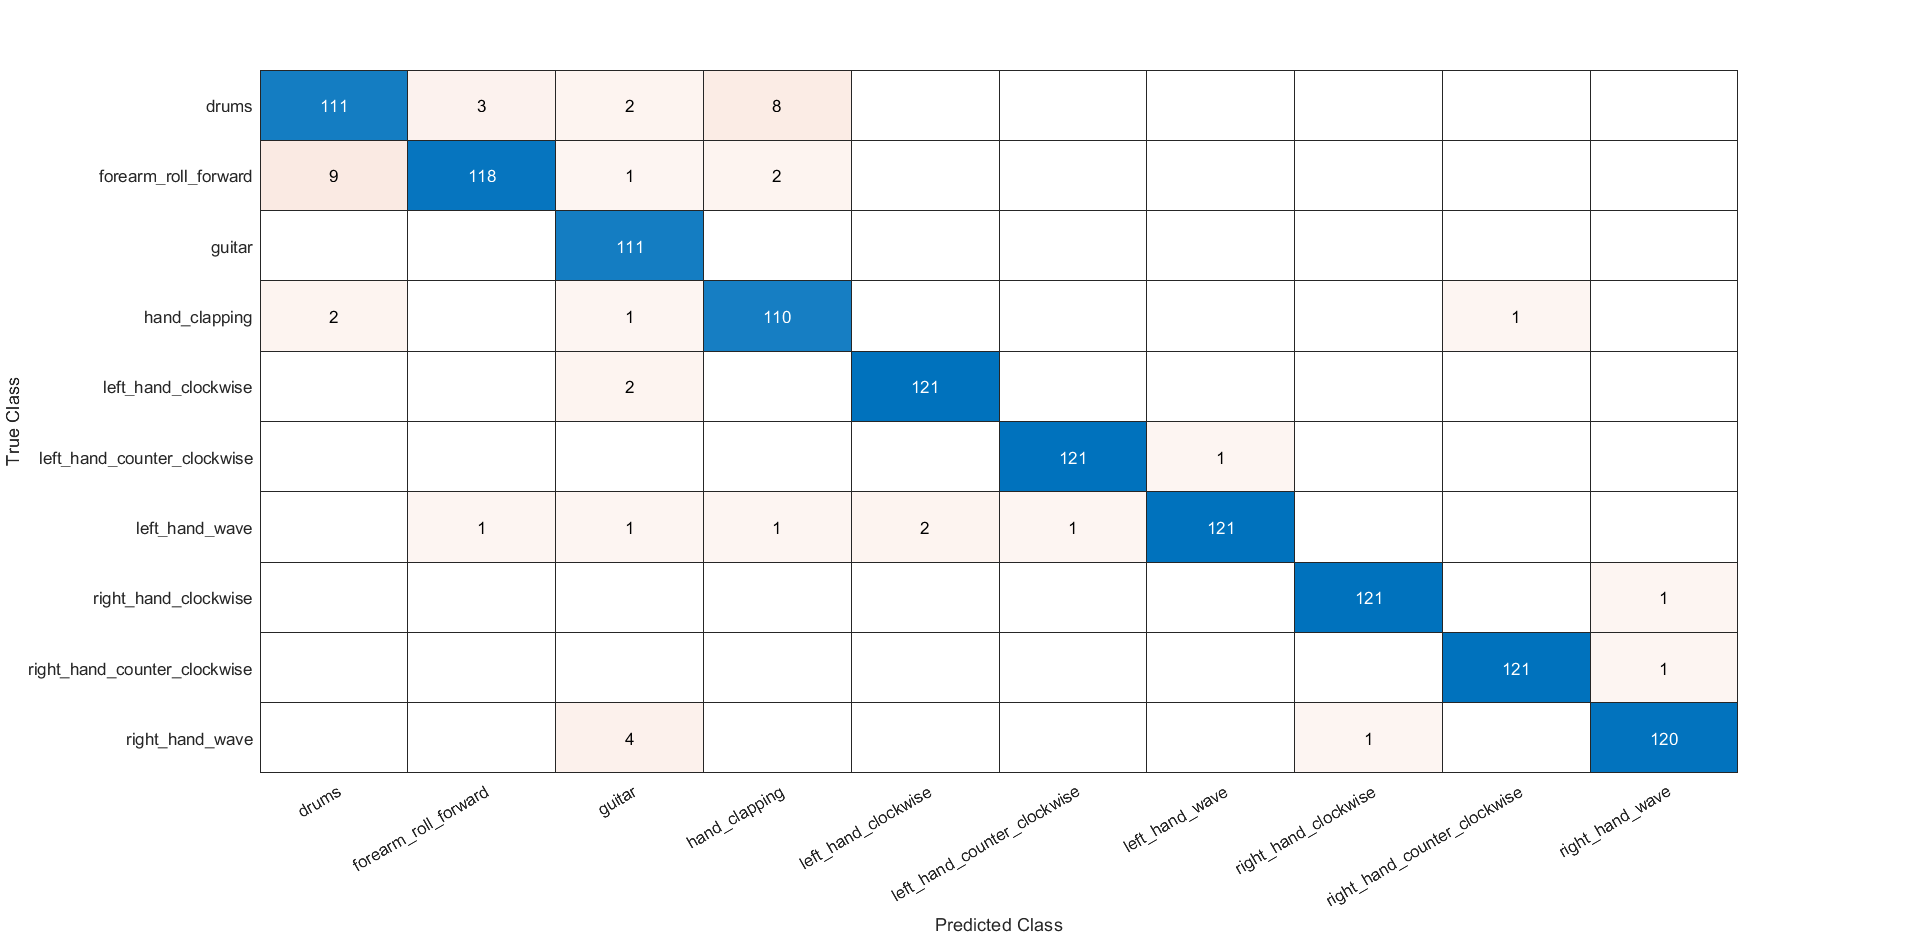 drums 111 3 2 8
forearm_roll_forward 9 118 1 2
guitar 111
hand_clapping 2 1 110 1
left_hand_clockwise 2 121
left_hand_counter_clockwise 121 1
left_hand_wave 1 1 1 2 1 121
right_hand_clockwise 121 1
right_hand_counter_clockwise 121 1
right_hand_wave 4 1 120
True Class
drums
forearm_roll_forward
guitar
hand_clapping
left_hand_clockwise
left_hand_counter_clockwise
left_hand_wave
right_hand_clockwise
right_hand_counter_clockwise
right_hand_wave
Predicted Class